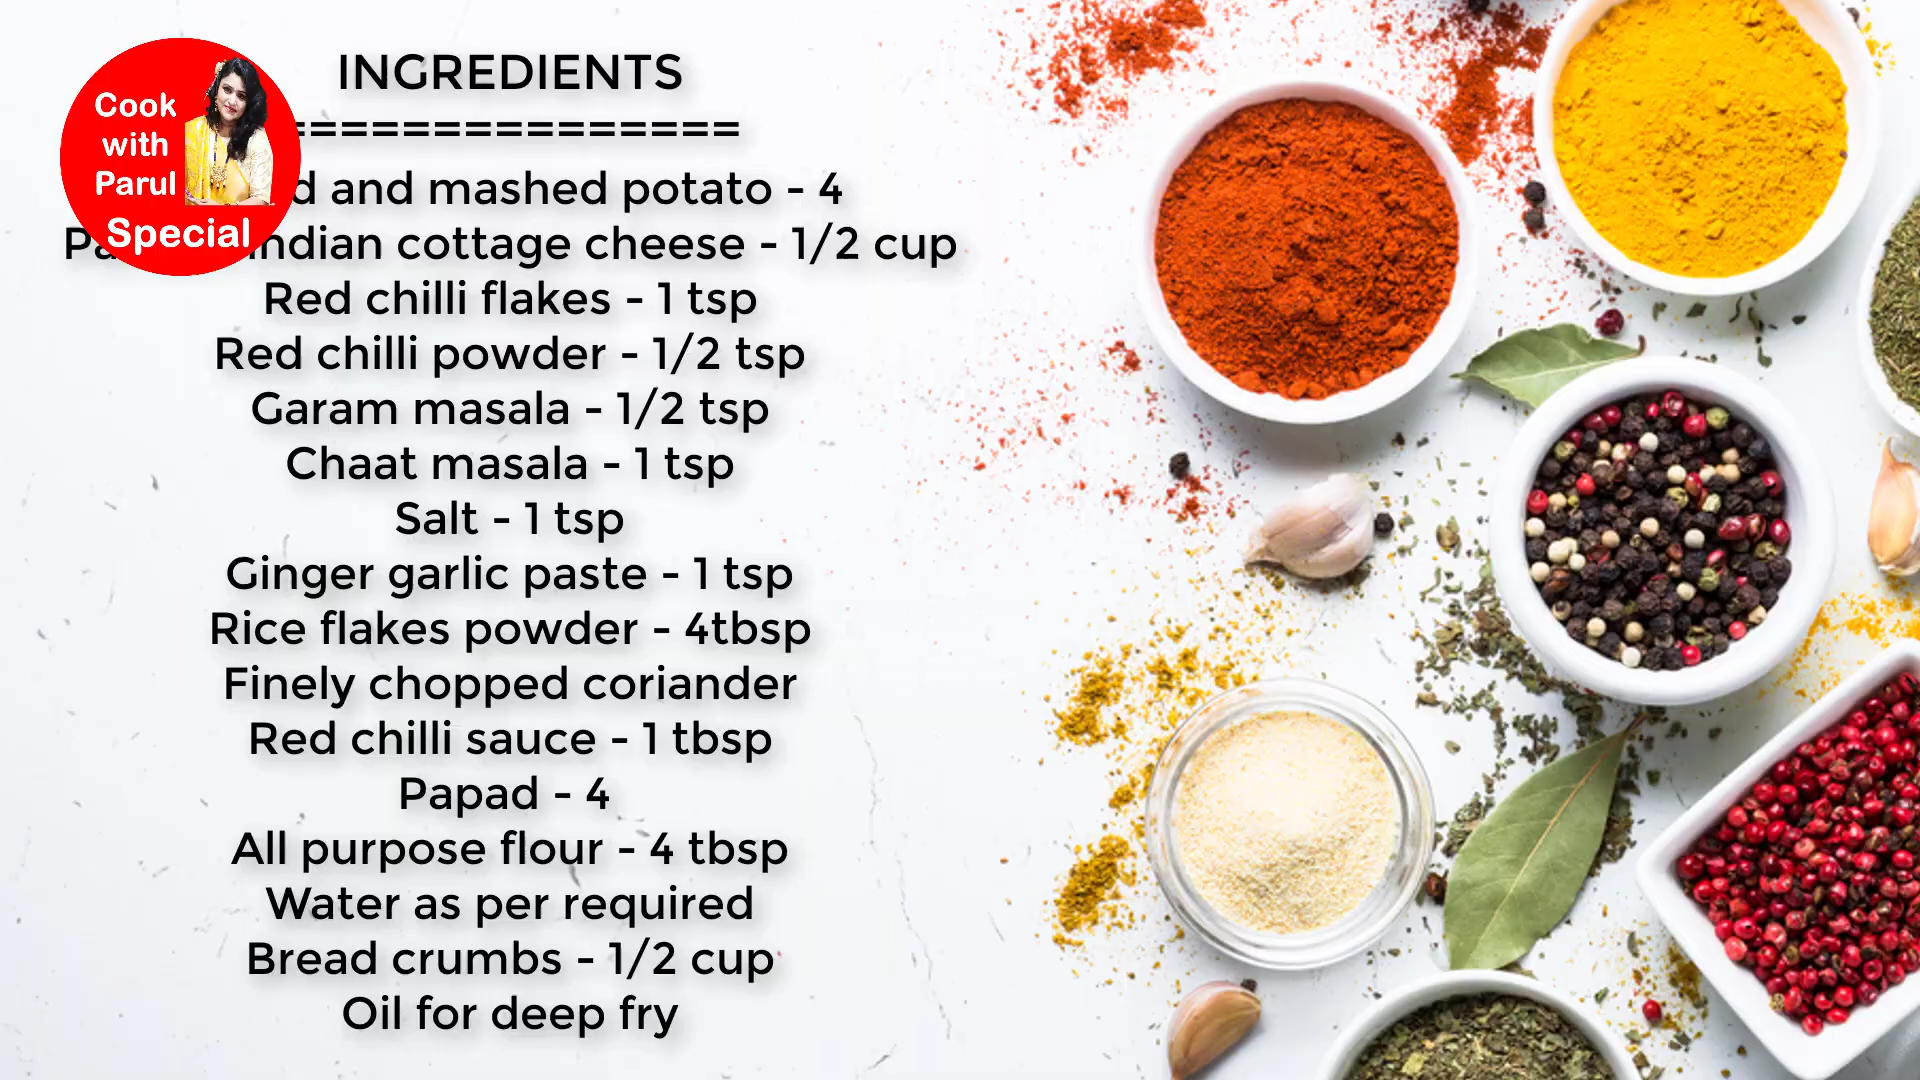 Cook
with
Parul
Special
INGREDIENTS
===============
and mashed potato - 4
cottage cheese - 1/2 cup
Red chilli flakes - 1 tsp
Red chilli powder - 1/2 tsp
Garam masala - 1/2 tsp
Chaat masala - 1 tsp
Salt - 1 tsp
Ginger garlic paste - 1 tsp
Rice flakes powder - 4tbsp
Finely chopped coriander
Red chilli sauce - 1 tbsp
Papad - 4
All purpose flour - 4 tbsp
Water as per required
Bread crumbs - 1/2 cup
Oil for deep fry